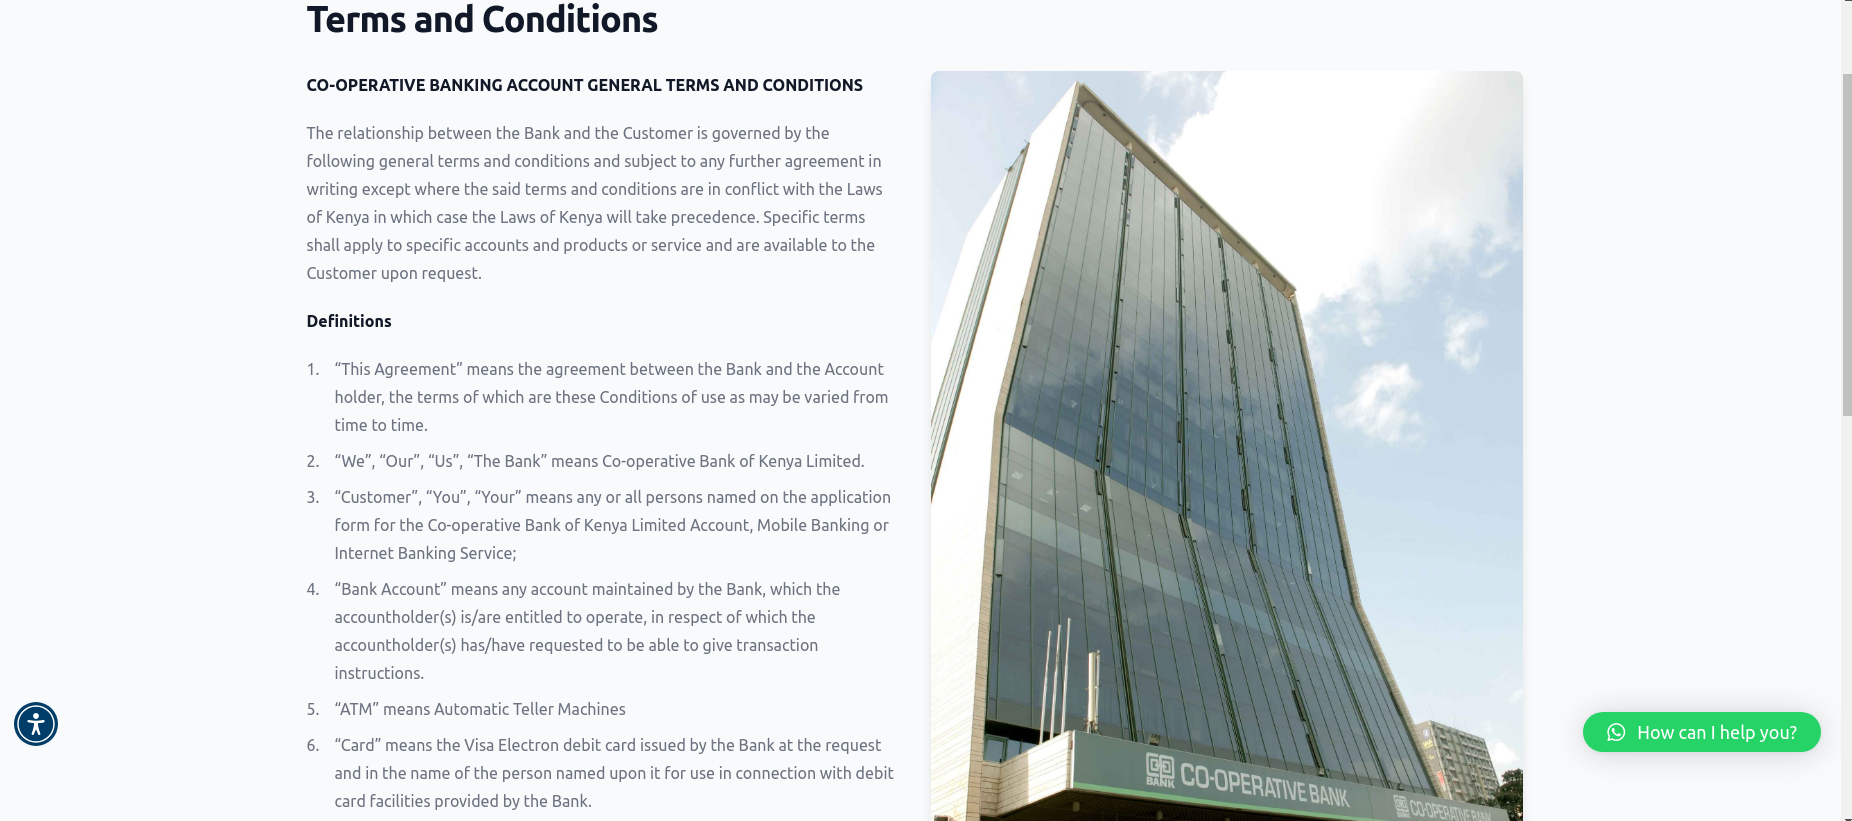 Terms and Conditions
CO-OPERATIVE BANKING ACCOUNT GENERAL TERMS AND CONDITIONS
The relationship between the Bank and the Customer is governed by the
following general terms and conditions and subject to any further agreement in
writing except where the said terms and conditions are in conflict with the Laws
of Kenya in which case the Laws of Kenya will take precedence. Specific terms
shall apply to specific accounts and products or service and are available to the
Customer upon request.
Definitions
1. “This Agreement” means the agreement between the Bank and the Account
holder, the terms of which are these Conditions of use as may be varied from
time to time.
2. “We”, “Our”, “Us”, “The Bank” means Co-operative Bank of Kenya Limited.
3. “Customer”, “You”, “Your” means any or all persons named on the application
form for the Co-operative Bank of Kenya Limited Account, Mobile Banking or
Internet Banking Service;
4. “Bank Account” means any account maintained by the Bank, which the
accountholder(s) is/are entitled to operate, in respect of which the
accountholder(s) has/have requested to be able to give transaction
instructions.
5. “ATM” means Automatic Teller Machines
6. “Card” means the Visa Electron debit card issued by the Bank at the request
and in the name of the person named upon it for use in connection with debit
card facilities provided by the Bank.
BANK CO-OPERATIVE BANK
CO-OPERATIVE BANK
How can I help you?